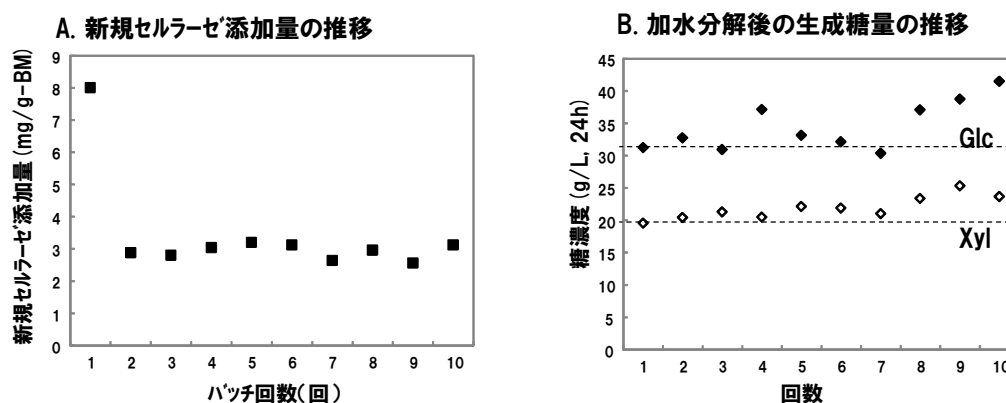 A. 新規ｾﾙﾗｰｾﾞ添加量の推移
新規ｾﾙﾗｰｾﾞ添加量(mg/g-BM)
9
8
7
6
5
4
3
2
1
0
1 2 3 4 5 6 7 8 9 10
ﾊﾞｯﾁ回数(回)
B. 加水分解後の生成糖量の推移
糖濃度(g/L, 24h)
45
40
35
30
25
20
15
10
5
0
Glc
Xyl
1 2 3 4 5 6 7 8 9 10
回数